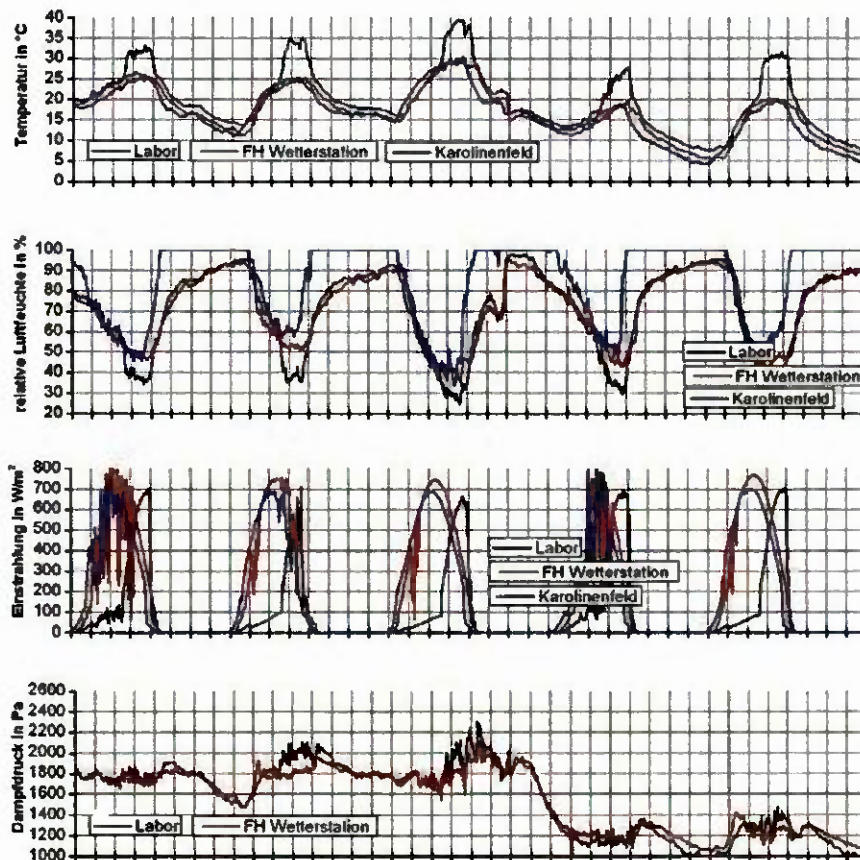 Temperatur in °C
40
35
30
25
20
15
10
5
0
Labor
FH Wetterstation
Karolinenfeld
relative Luftfeuchte in %
100
90
80
70
60
50
40
30
20
Labor
FH Wetterstation
Karolinenfeld
Einstrahlung in W/m²
800
700
600
500
400
300
200
100
0
Labor
FH Wetterstation
Karolinenfeld
Dampfdruck in Pa
2600
2400
2200
2000
1800
1600
1400
1200
1000
Labor
FH Wetterstation